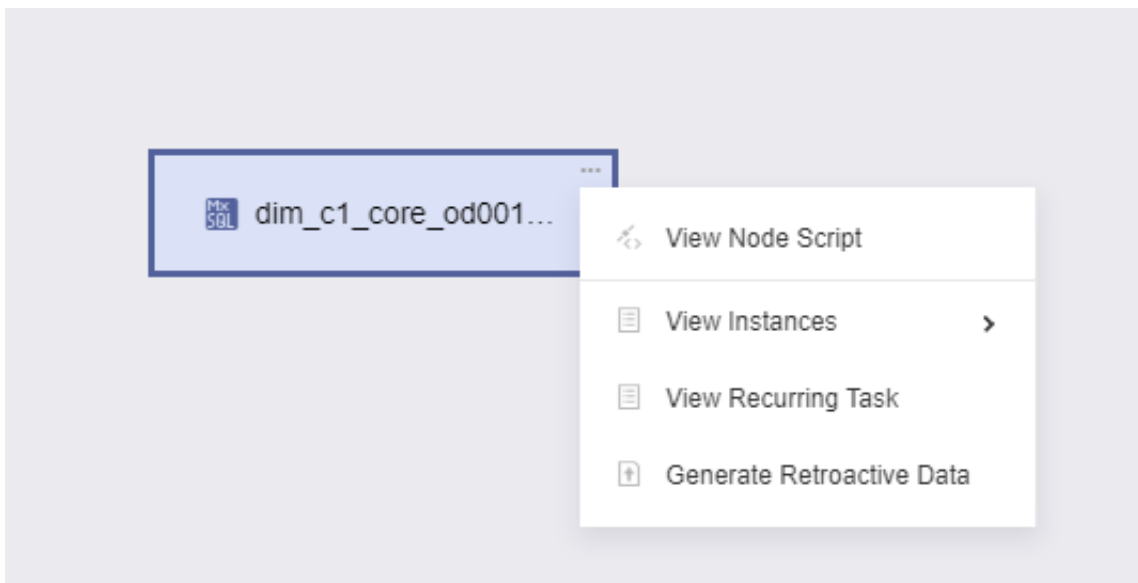 Mx
SQL
dim_c1_core_od001...
View Node Script
View Instances
View Recurring Task
Generate Retroactive Data